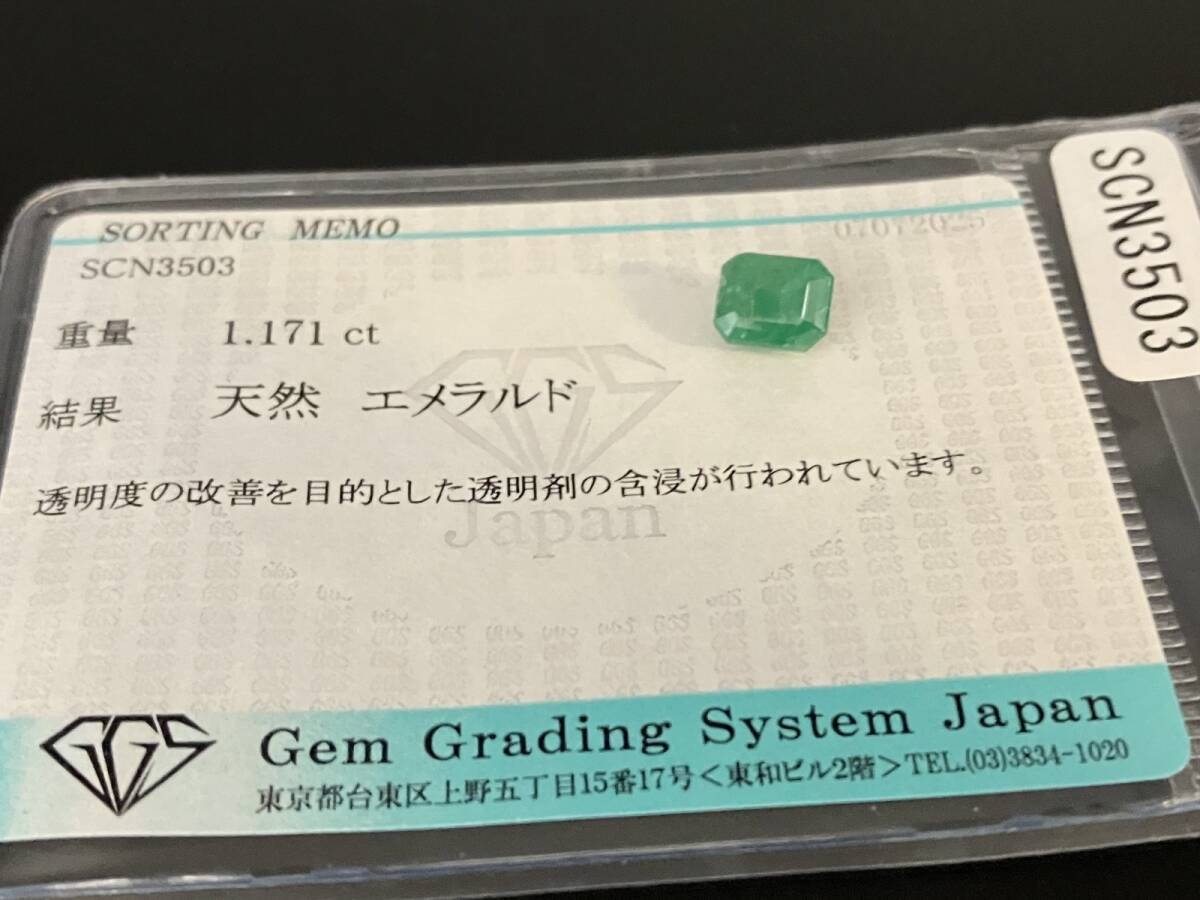 SORTING MEMO
07072025
SCN3503
SCN3503
重量 1.171 ct
結果 天然 エメラルド
透明度の改善を目的とした透明剤の含浸が行われています。
GGS
Japan
GGS
Gem Grading System Japan
東京都台東区上野五丁目15番17号<東和ビル2階>TEL.(03)3834-1020